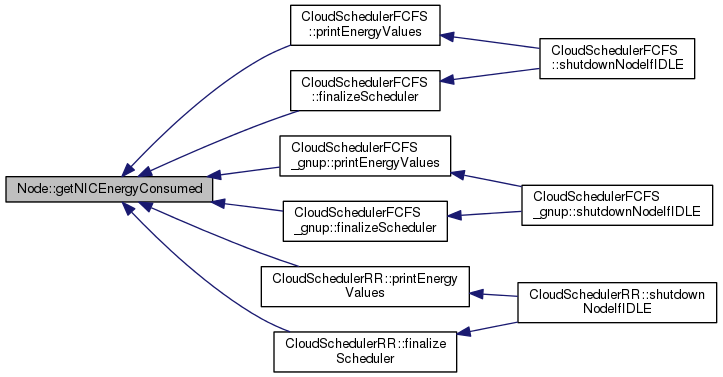 CloudSchedulerFCFS
::printEnergyValues
CloudSchedulerFCFS
::shutdownNodeIfIDLE
CloudSchedulerFCFS
::finalizeScheduler
CloudSchedulerFCFS
_gnup::printEnergyValues
Node::getNICEnergyConsumed
CloudSchedulerFCFS
_gnup::shutdownNodeIfIDLE
CloudSchedulerFCFS
_gnup::finalizeScheduler
CloudSchedulerRR::printEnergy
Values
CloudSchedulerRR::shutdown
NodeIfIDLE
CloudSchedulerRR::finalize
Scheduler